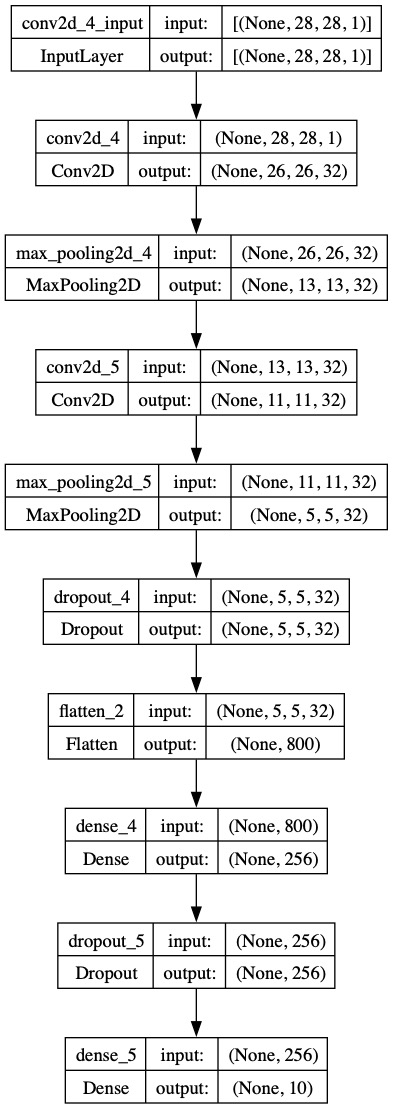 conv2d_4_input input: [(None, 28, 28, 1)]
InputLayer output: [(None, 28, 28, 1)]
conv2d_4 input: (None, 28, 28, 1)
Conv2D output: (None, 26, 26, 32)
max_pooling2d_4 input: (None, 26, 26, 32)
MaxPooling2D output: (None, 13, 13, 32)
conv2d_5 input: (None, 13, 13, 32)
Conv2D output: (None, 11, 11, 32)
max_pooling2d_5 input: (None, 11, 11, 32)
MaxPooling2D output: (None, 5, 5, 32)
dropout_4 input: (None, 5, 5, 32)
Dropout output: (None, 5, 5, 32)
flatten_2 input: (None, 5, 5, 32)
Flatten output: (None, 800)
dense_4 input: (None, 800)
Dense output: (None, 256)
dropout_5 input: (None, 256)
Dropout output: (None, 256)
dense_5 input: (None, 256)
Dense output: (None, 10)